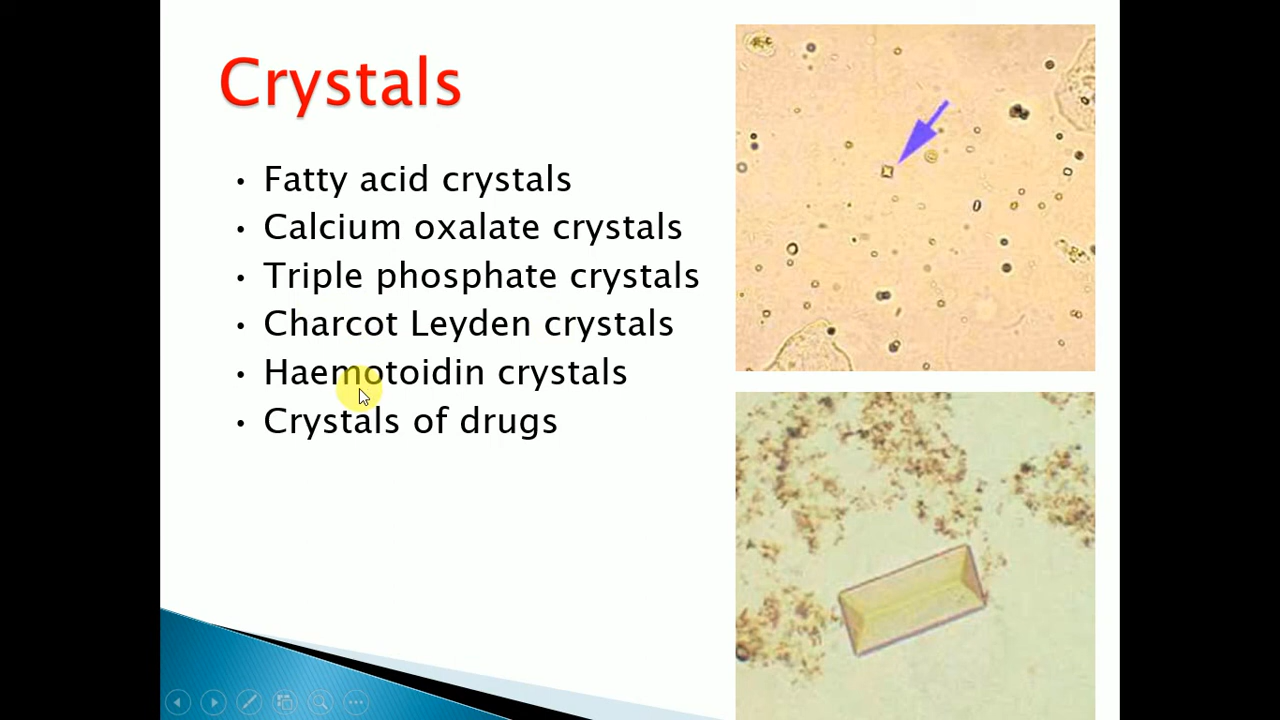 Crystals
• Fatty acid crystals
• Calcium oxalate crystals
• Triple phosphate crystals
• Charcot Leyden crystals
• Haemotoidin crystals
• Crystals of drugs